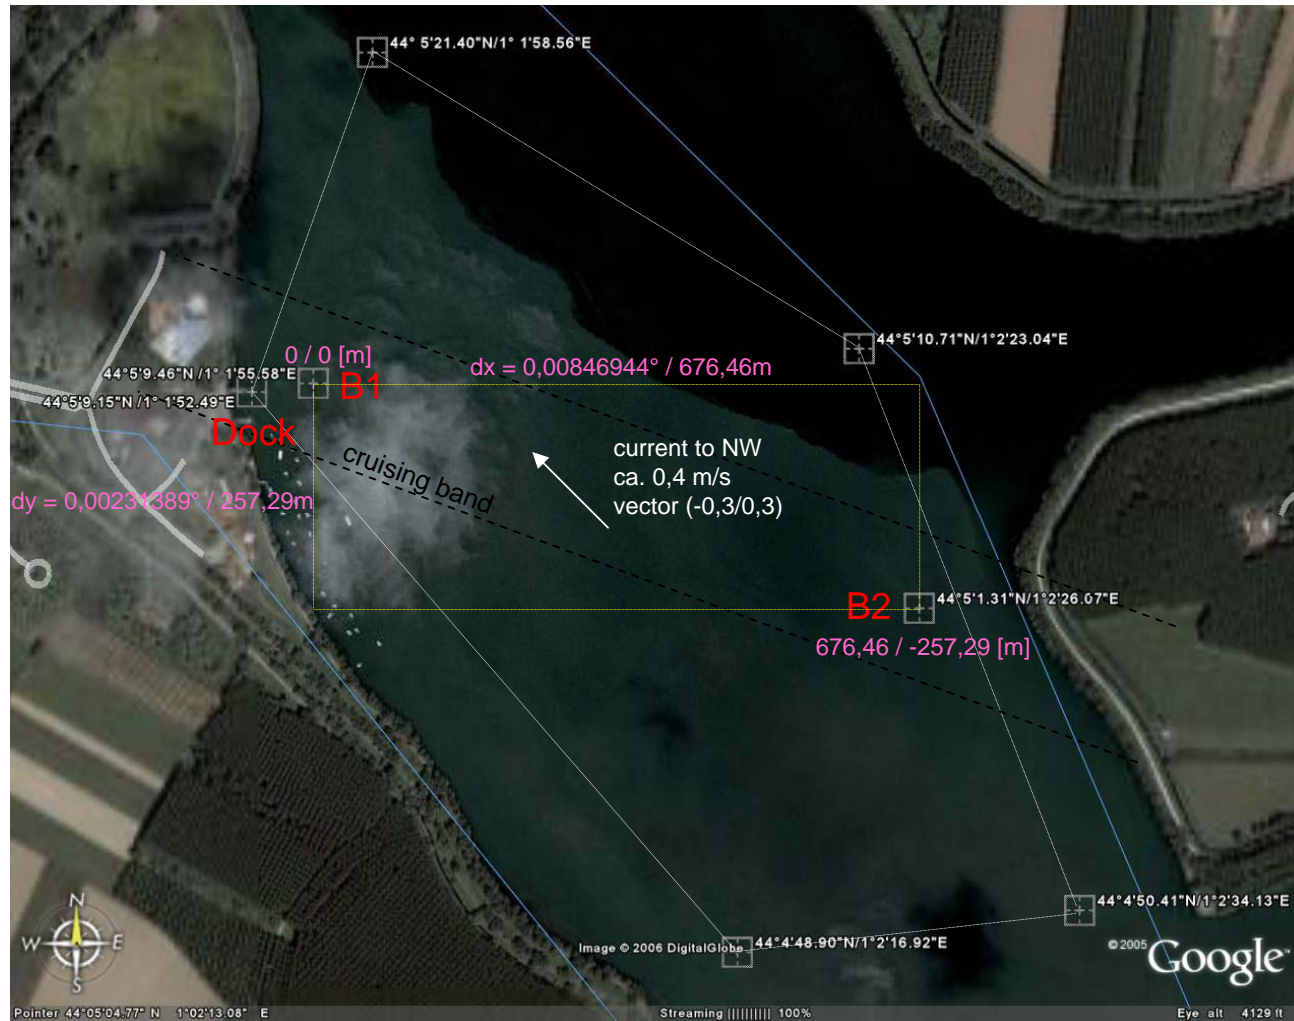 44° 5'21.40"N/1° 1'58.56"E
44°5'10.71"N/1°2'23.04"E
0 / 0 [m]
dx = 0,00846944° / 676,46m
44°5'9.46"N /1° 1'55.58"E
B1
44°5'9.15"N /1° 1'52.49"E
Dock
cruising band
current to NW
ca. 0,4 m/s
vector (-0,3/0,3)
dy = 0,00231389° / 257,29m
B2
44°5'1.31"N/1°2'26.07"E
676,46 / -257,29 [m]
44°4'50.41"N/1°2'34.13"E
N
W E
S
Image © 2006 DigitalGlobe
44°4'48.90"N/1°2'16.92"E
©2005 Google™
Pointer 44°05'04.77" N 1°02'13.08" E
Streaming |||||||||| 100%
Eye alt 4129 ft